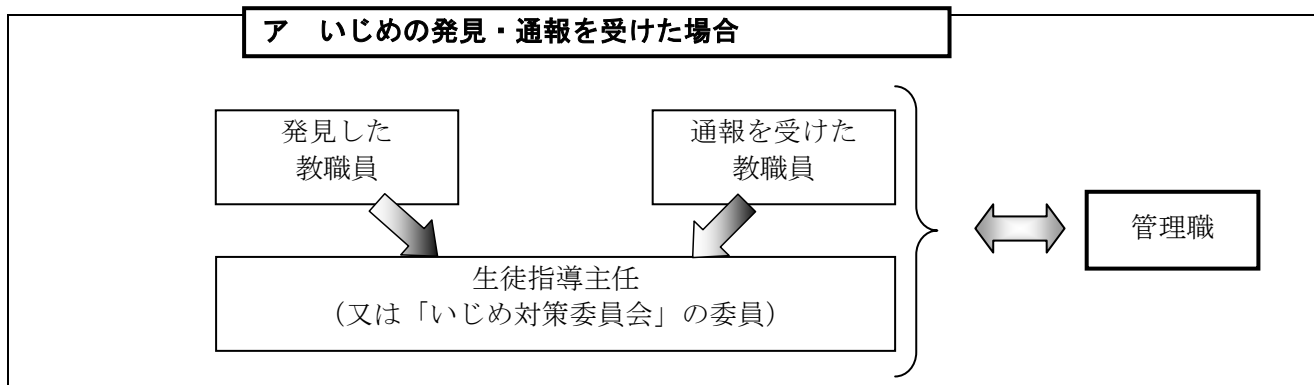 ア　いじめの発見・通報を受けた場合
発見した
教職員
通報を受けた
教職員
管理職
生徒指導主任
（又は「いじめ対策委員会」の委員）